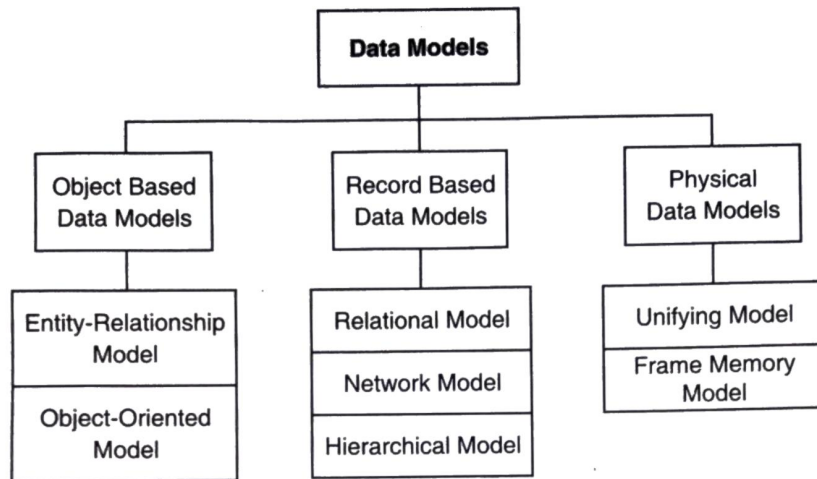 Data Models
Object Based
Data Models
Record Based
Data Models
Physical
Data Models
Entity-Relationship
Model
Object-Oriented
Model
Relational Model
Network Model
Hierarchical Model
Unifying Model
Frame Memory
Model